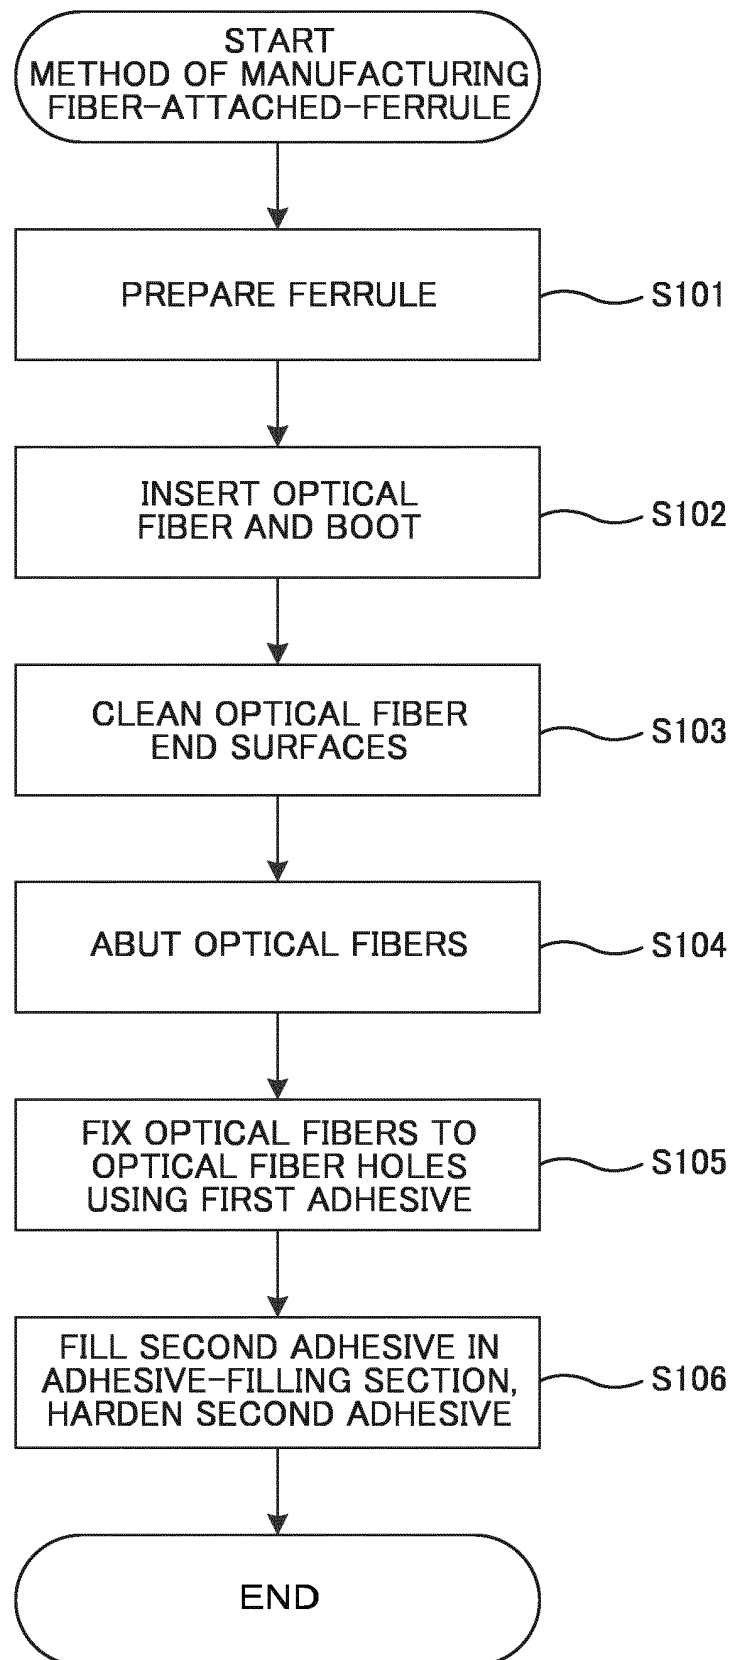 START
METHOD OF MANUFACTURING
FIBER-ATTACHED-FERRULE
PREPARE FERRULE
S101
INSERT OPTICAL
FIBER AND BOOT
S102
CLEAN OPTICAL FIBER
END SURFACES
S103
ABUT OPTICAL FIBERS
S104
FIX OPTICAL FIBERS TO
OPTICAL FIBER HOLES
USING FIRST ADHESIVE
S105
FILL SECOND ADHESIVE IN
ADHESIVE-FILLING SECTION,
HARDEN SECOND ADHESIVE
S106
END